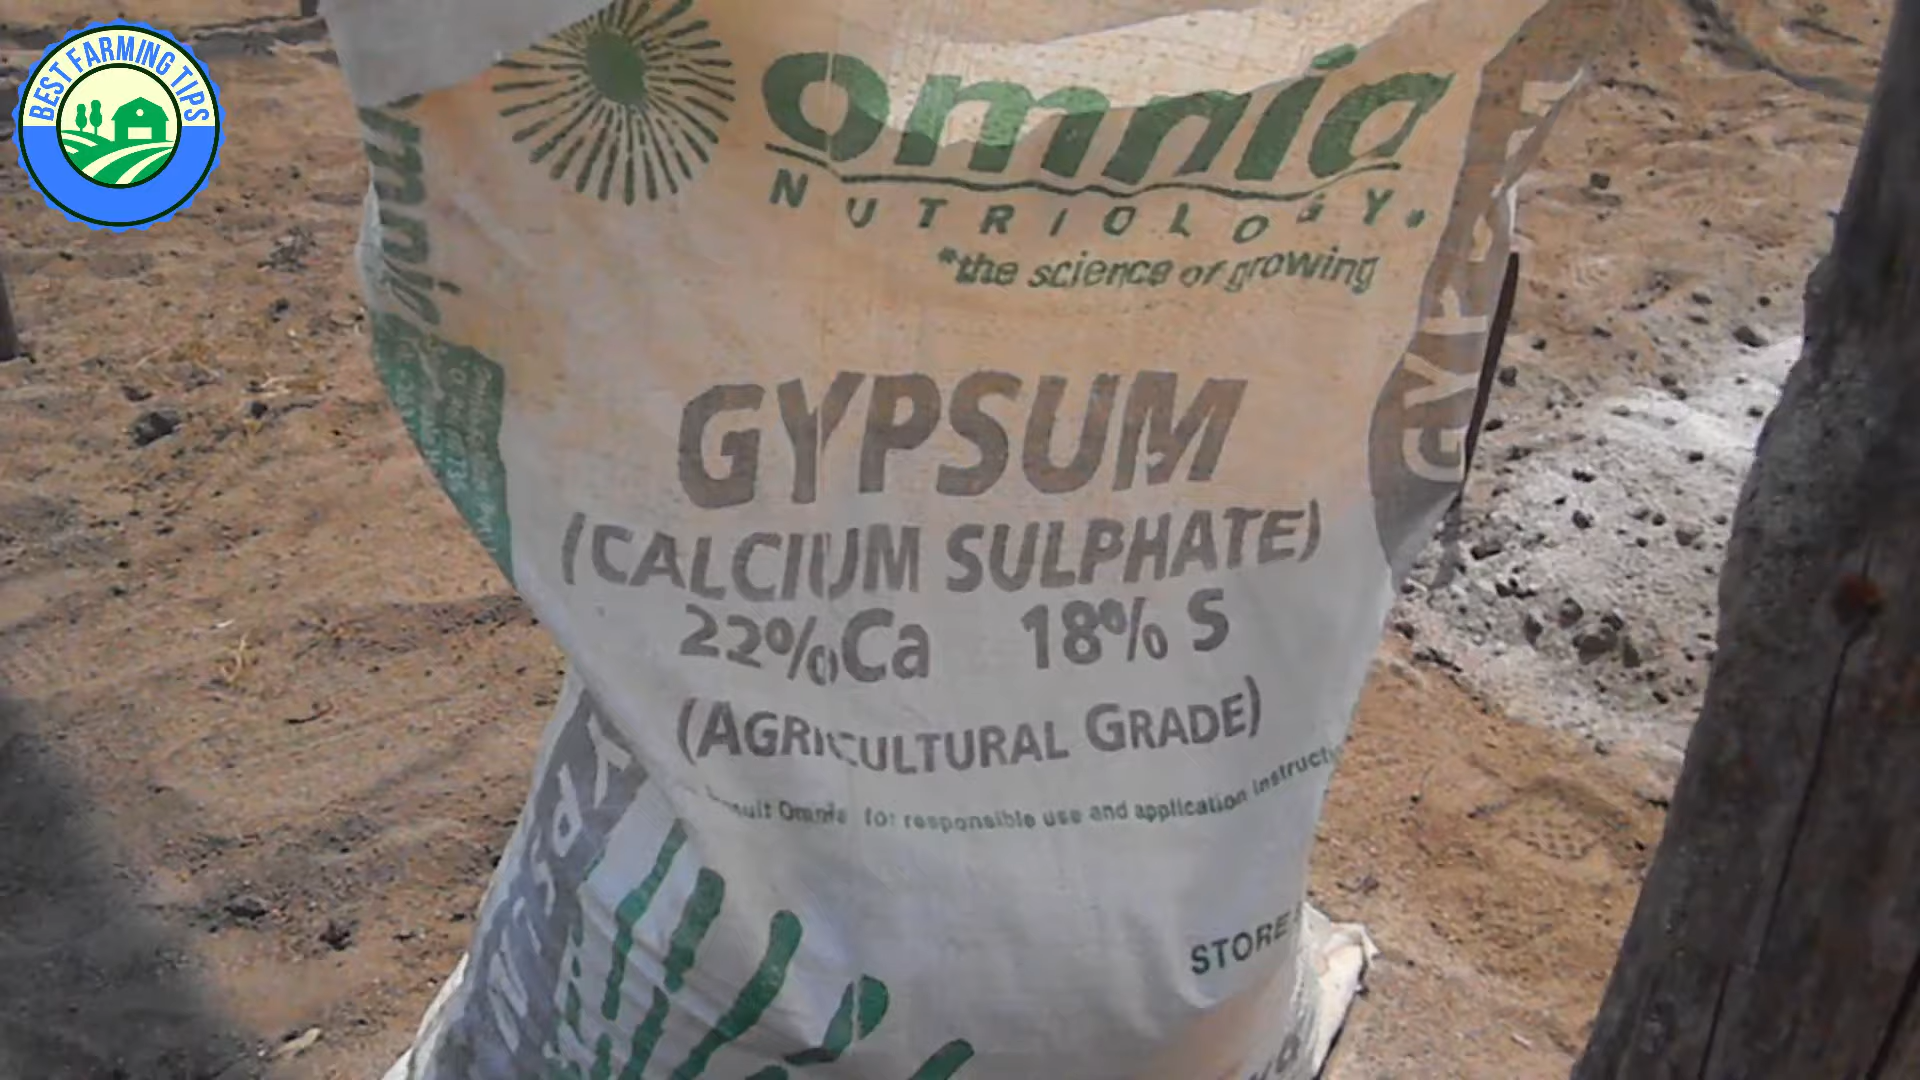 BEST FARMING TIPS
omnia
NUTRIOLOGY
*the science of growing
GYPSUM
(CALCIUM SULPHATE)
22%Ca 18% S
(AGRICULTURAL GRADE)
Omnia for responsible use and application
STORE